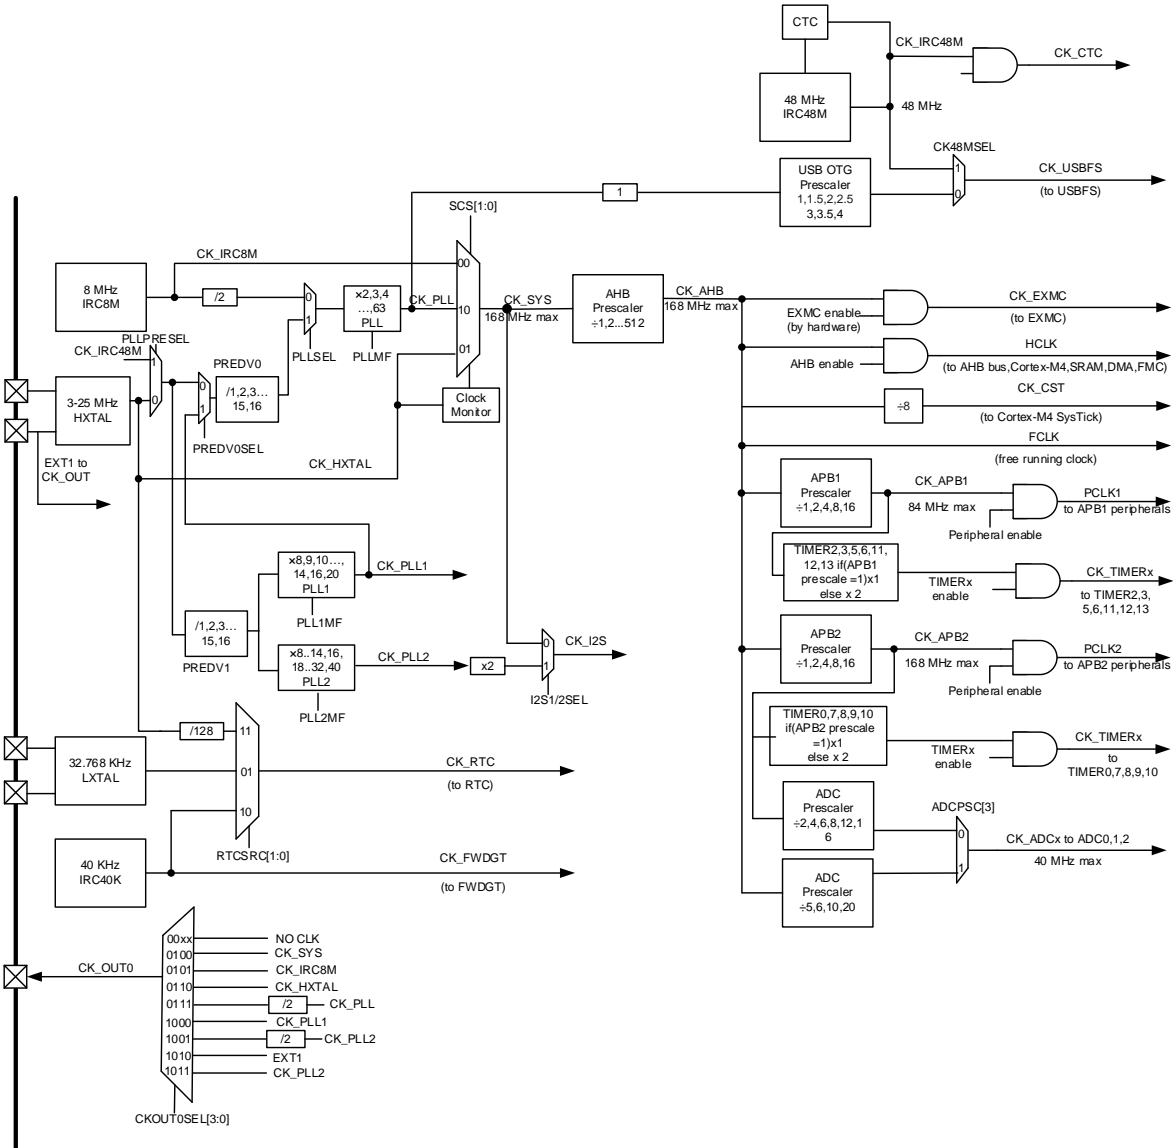 CTC
CK_IRC48M
CK_CTC
48 MHz
IRC48M
48 MHz
CK48MSEL
USB OTG
Prescaler
1,1.5,2,2.5
3,3.5,4
1
0
CK_USBFS
(to USBFS)
1
SCS[1:0]
CK_IRC8M
8 MHz
IRC8M
/2
0
1
PLLSEL
×2,3,4
…,63
PLL
PLLMF
CK_PLL
00
10
01
CK_SYS
168 MHz max
AHB
Prescaler
÷1,2...512
CK_AHB
168 MHz max
EXMC enable
(by hardware)
CK_EXMC
(to EXMC)
AHB enable
HCLK
(to AHB bus,Cortex-M4,SRAM,DMA,FMC)
÷8
CK_CST
(to Cortex-M4 SysTick)
FCLK
(free running clock)
PLLPRESEL
CK_IRC48M
1
0
3-25 MHz
HXTAL
0
1
PREDV0
/1,2,3…
15,16
PREDV0SEL
Clock
Monitor
EXT1 to
CK_OUT
CK_HXTAL
APB1
Prescaler
÷1,2,4,8,16
CK_APB1
84 MHz max
PCLK1
to APB1 peripherals
Peripheral enable
TIMER2,3,5,6,11,
12,13 if(APB1
prescale =1)x1
else x 2
TIMERx
enable
CK_TIMERx
to TIMER2,3,
5,6,11,12,13
×8,9,10…,
14,16,20
PLL1
PLL1MF
CK_PLL1
/1,2,3…
15,16
PREDV1
×8..14,16,
18..32,40
PLL2
PLL2MF
CK_PLL2
x2
0
1
CK_I2S
I2S1/2SEL
APB2
Prescaler
÷1,2,4,8,16
CK_APB2
168 MHz max
PCLK2
to APB2 peripherals
Peripheral enable
TIMER0,7,8,9,10
if(APB2 prescale
=1)x1
else x 2
TIMERx
enable
CK_TIMERx
to
TIMER0,7,8,9,10
/128
11
01
10
32.768 KHz
LXTAL
CK_RTC
(to RTC)
RTCSRC[1:0]
40 KHz
IRC40K
CK_FWDGT
(to FWDGT)
ADC
Prescaler
÷2,4,6,8,12,1
6
ADCPSC[3]
0
1
CK_ADCx to ADC0,1,2
40 MHz max
ADC
Prescaler
÷5,6,10,20
CK_OUT0
00xx NO CLK
0100 CK_SYS
0101 CK_IRC8M
0110 CK_HXTAL
0111 /2 CK_PLL
1000 CK_PLL1
1001 /2 CK_PLL2
1010 EXT1
1011 CK_PLL2
CKOUT0SEL[3:0]